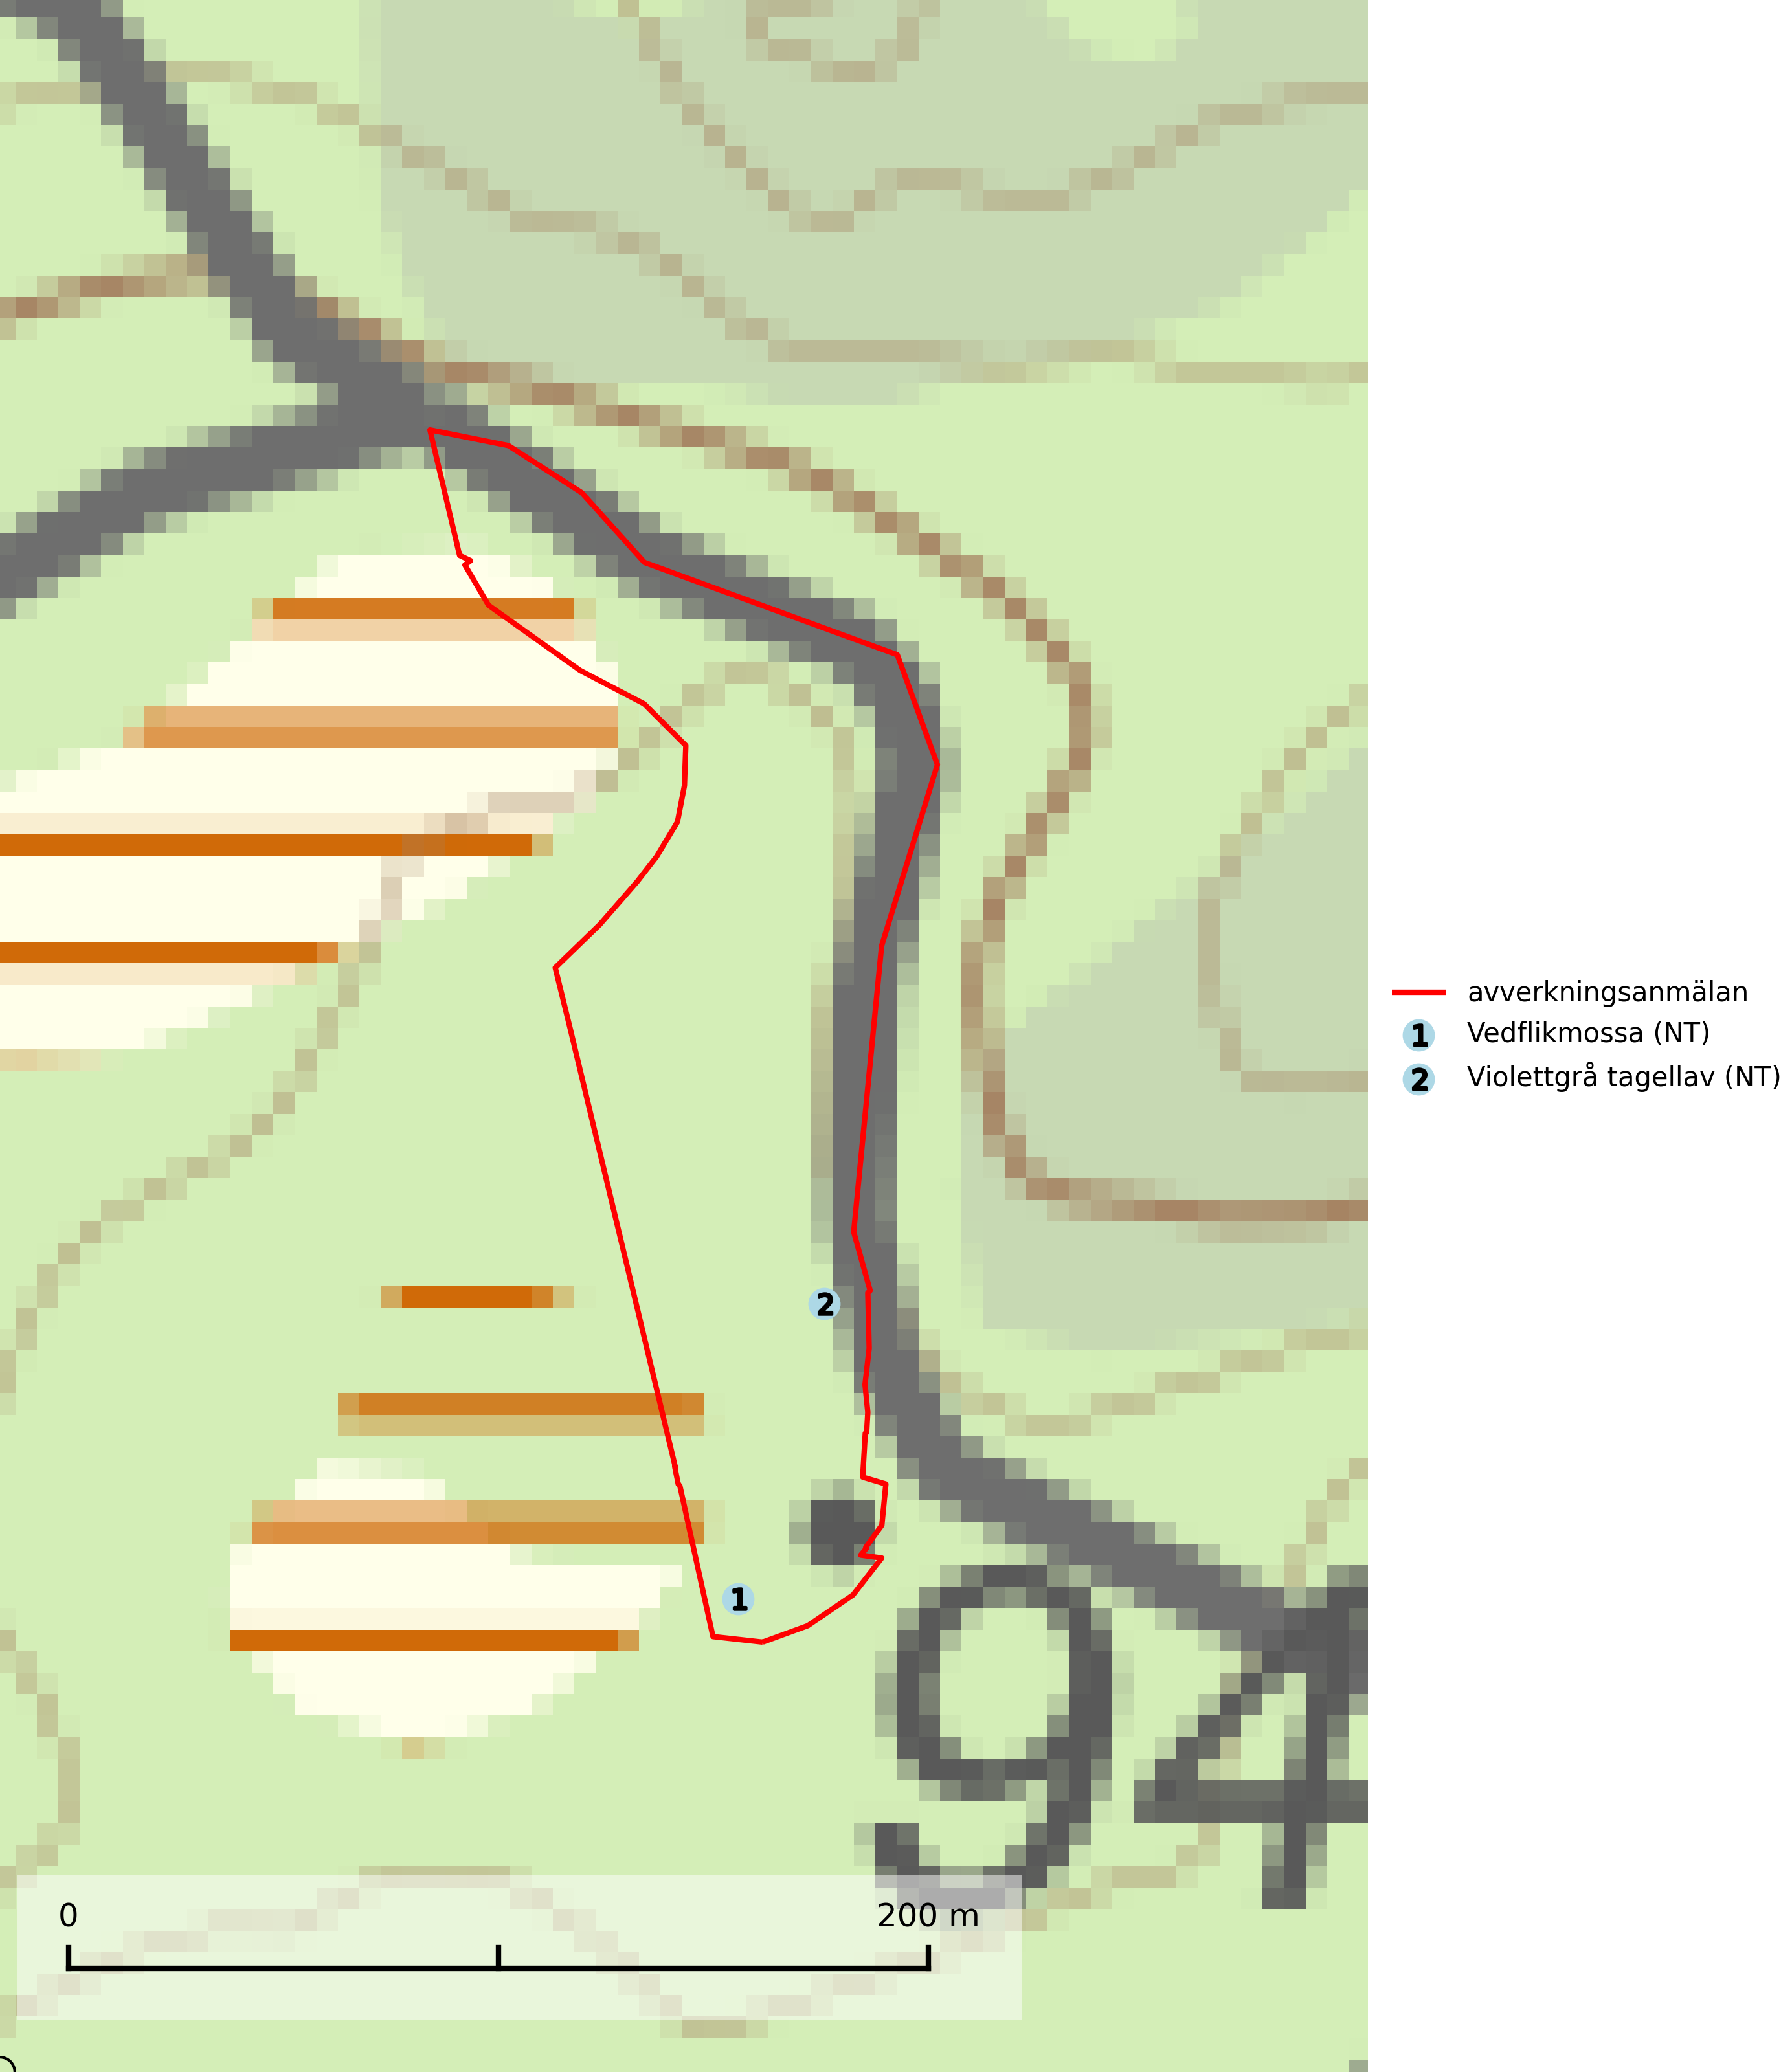 avverkningsanmälan
1 Vedflikmossa (NT)
2 Violettgrå tagellav (NT)
2
1
94
0 200 m